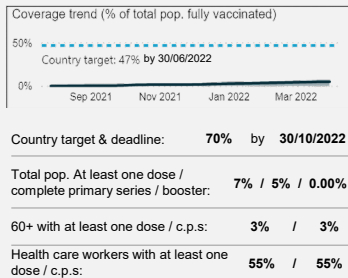 Coverage trend (% of total pop. fully vaccinated)
50%
Country target: 47% by 30/06/2022
0%
Sep 2021 Nov 2021 Jan 2022 Mar 2022
Country target & deadline: 70% by 30/10/2022
Total pop. At least one dose /
complete primary series / booster: 7% / 5% / 0.00%
60+ with at least one dose / c.p.s: 3% / 3%
Health care workers with at least one
dose / c.p.s: 55% / 55%